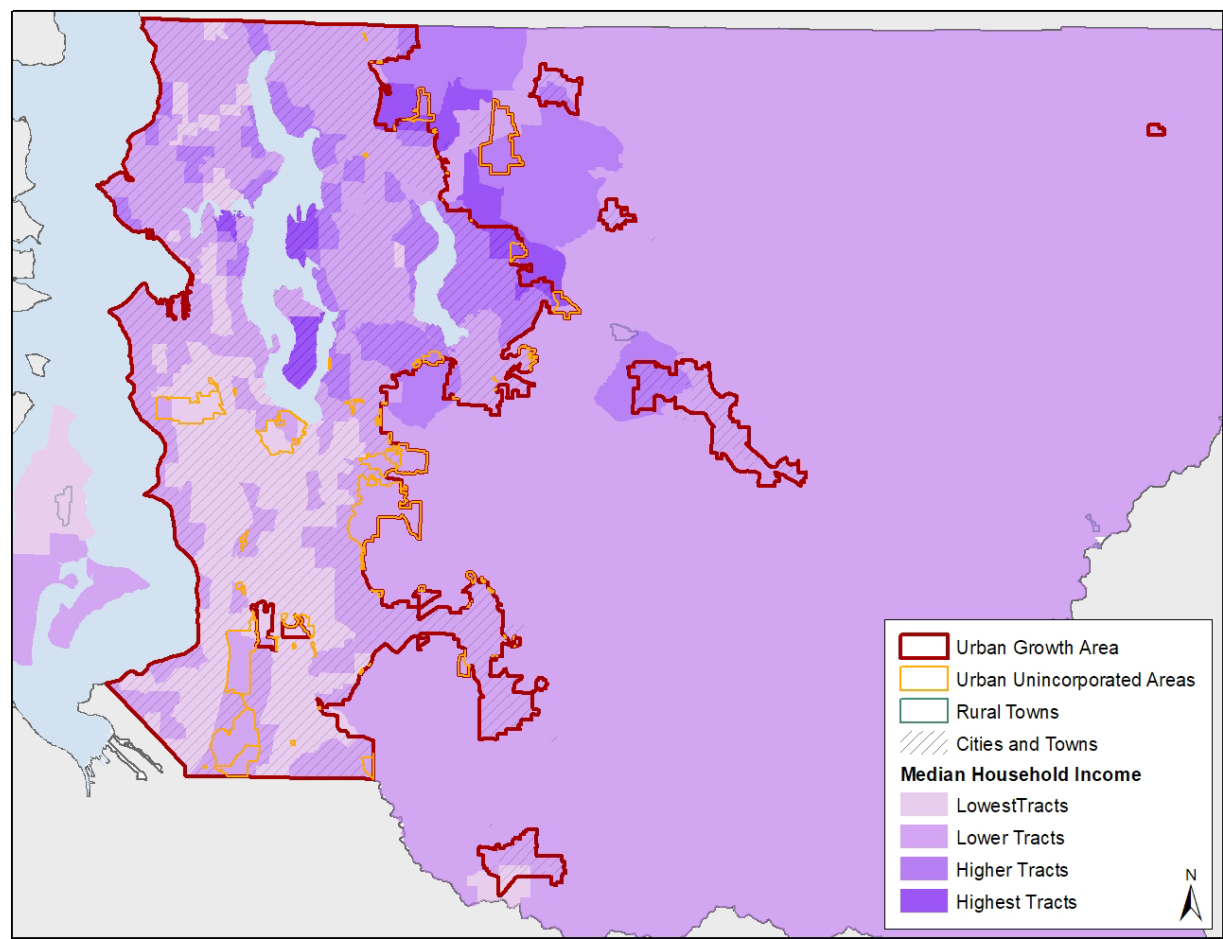 Urban Growth Area
Urban Unincorporated Areas
Rural Towns
Cities and Towns
Median Household Income
LowestTracts
Lower Tracts
Higher Tracts
Highest Tracts
N